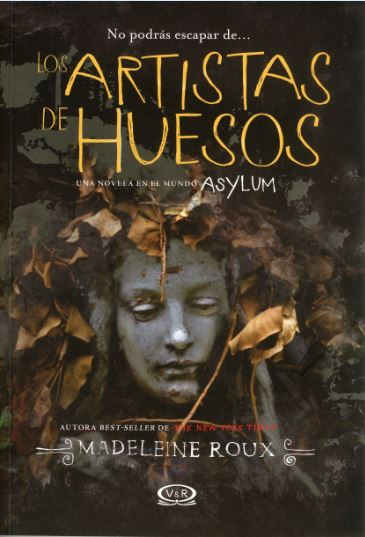 No podrás escapar de...
LOS ARTISTAS
DE HUESOS
UNA NOVELA EN EL MUNDO ASYLUM
AUTORA BEST-SELLER DE THE NEW YORK TIMES
MADELEINE ROUX
V&R